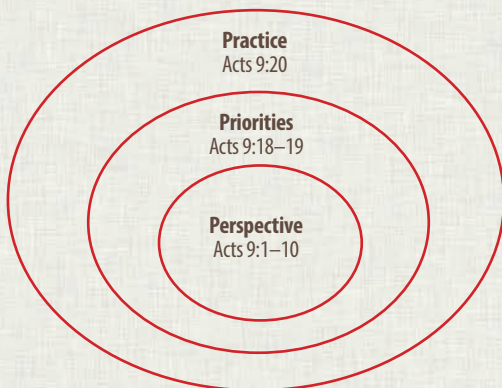 Practice
Acts 9:20
Priorities
Acts 9:18–19
Perspective
Acts 9:1–10